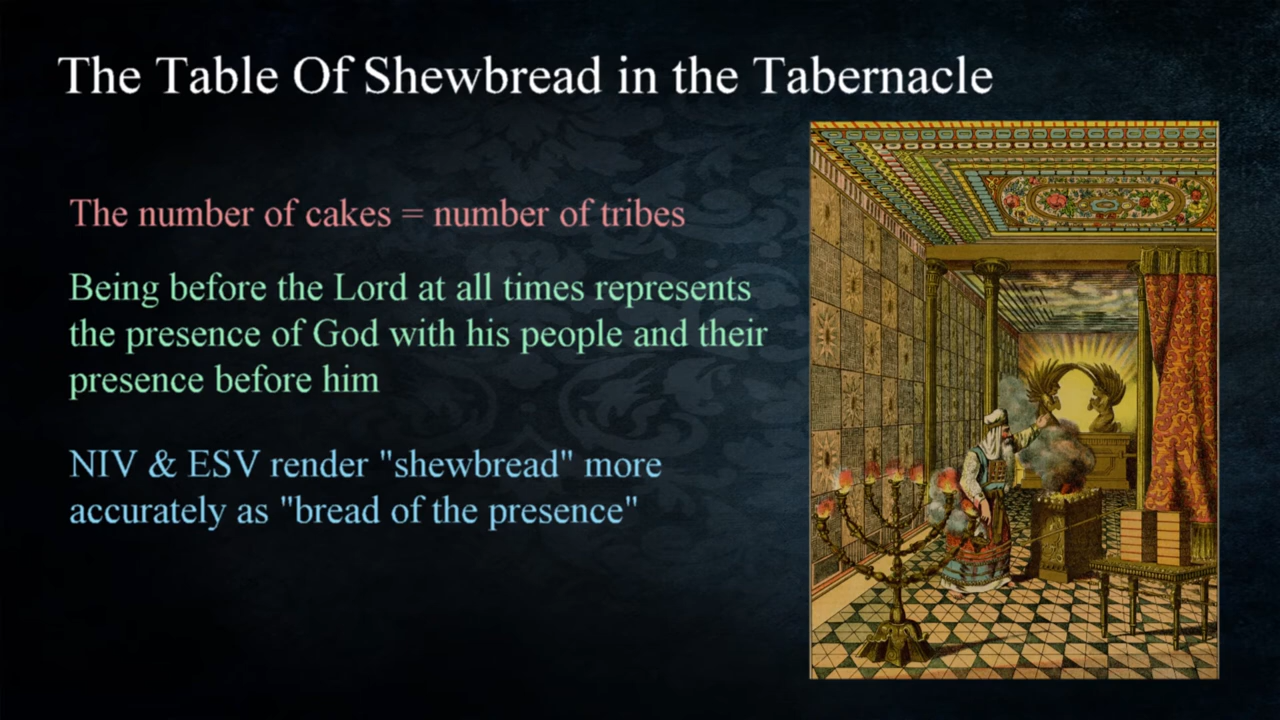 The Table Of Shewbread in the Tabernacle
The number of cakes = number of tribes
Being before the Lord at all times represents
the presence of God with his people and their
presence before him
NIV & ESV render "shewbread" more
accurately as "bread of the presence"